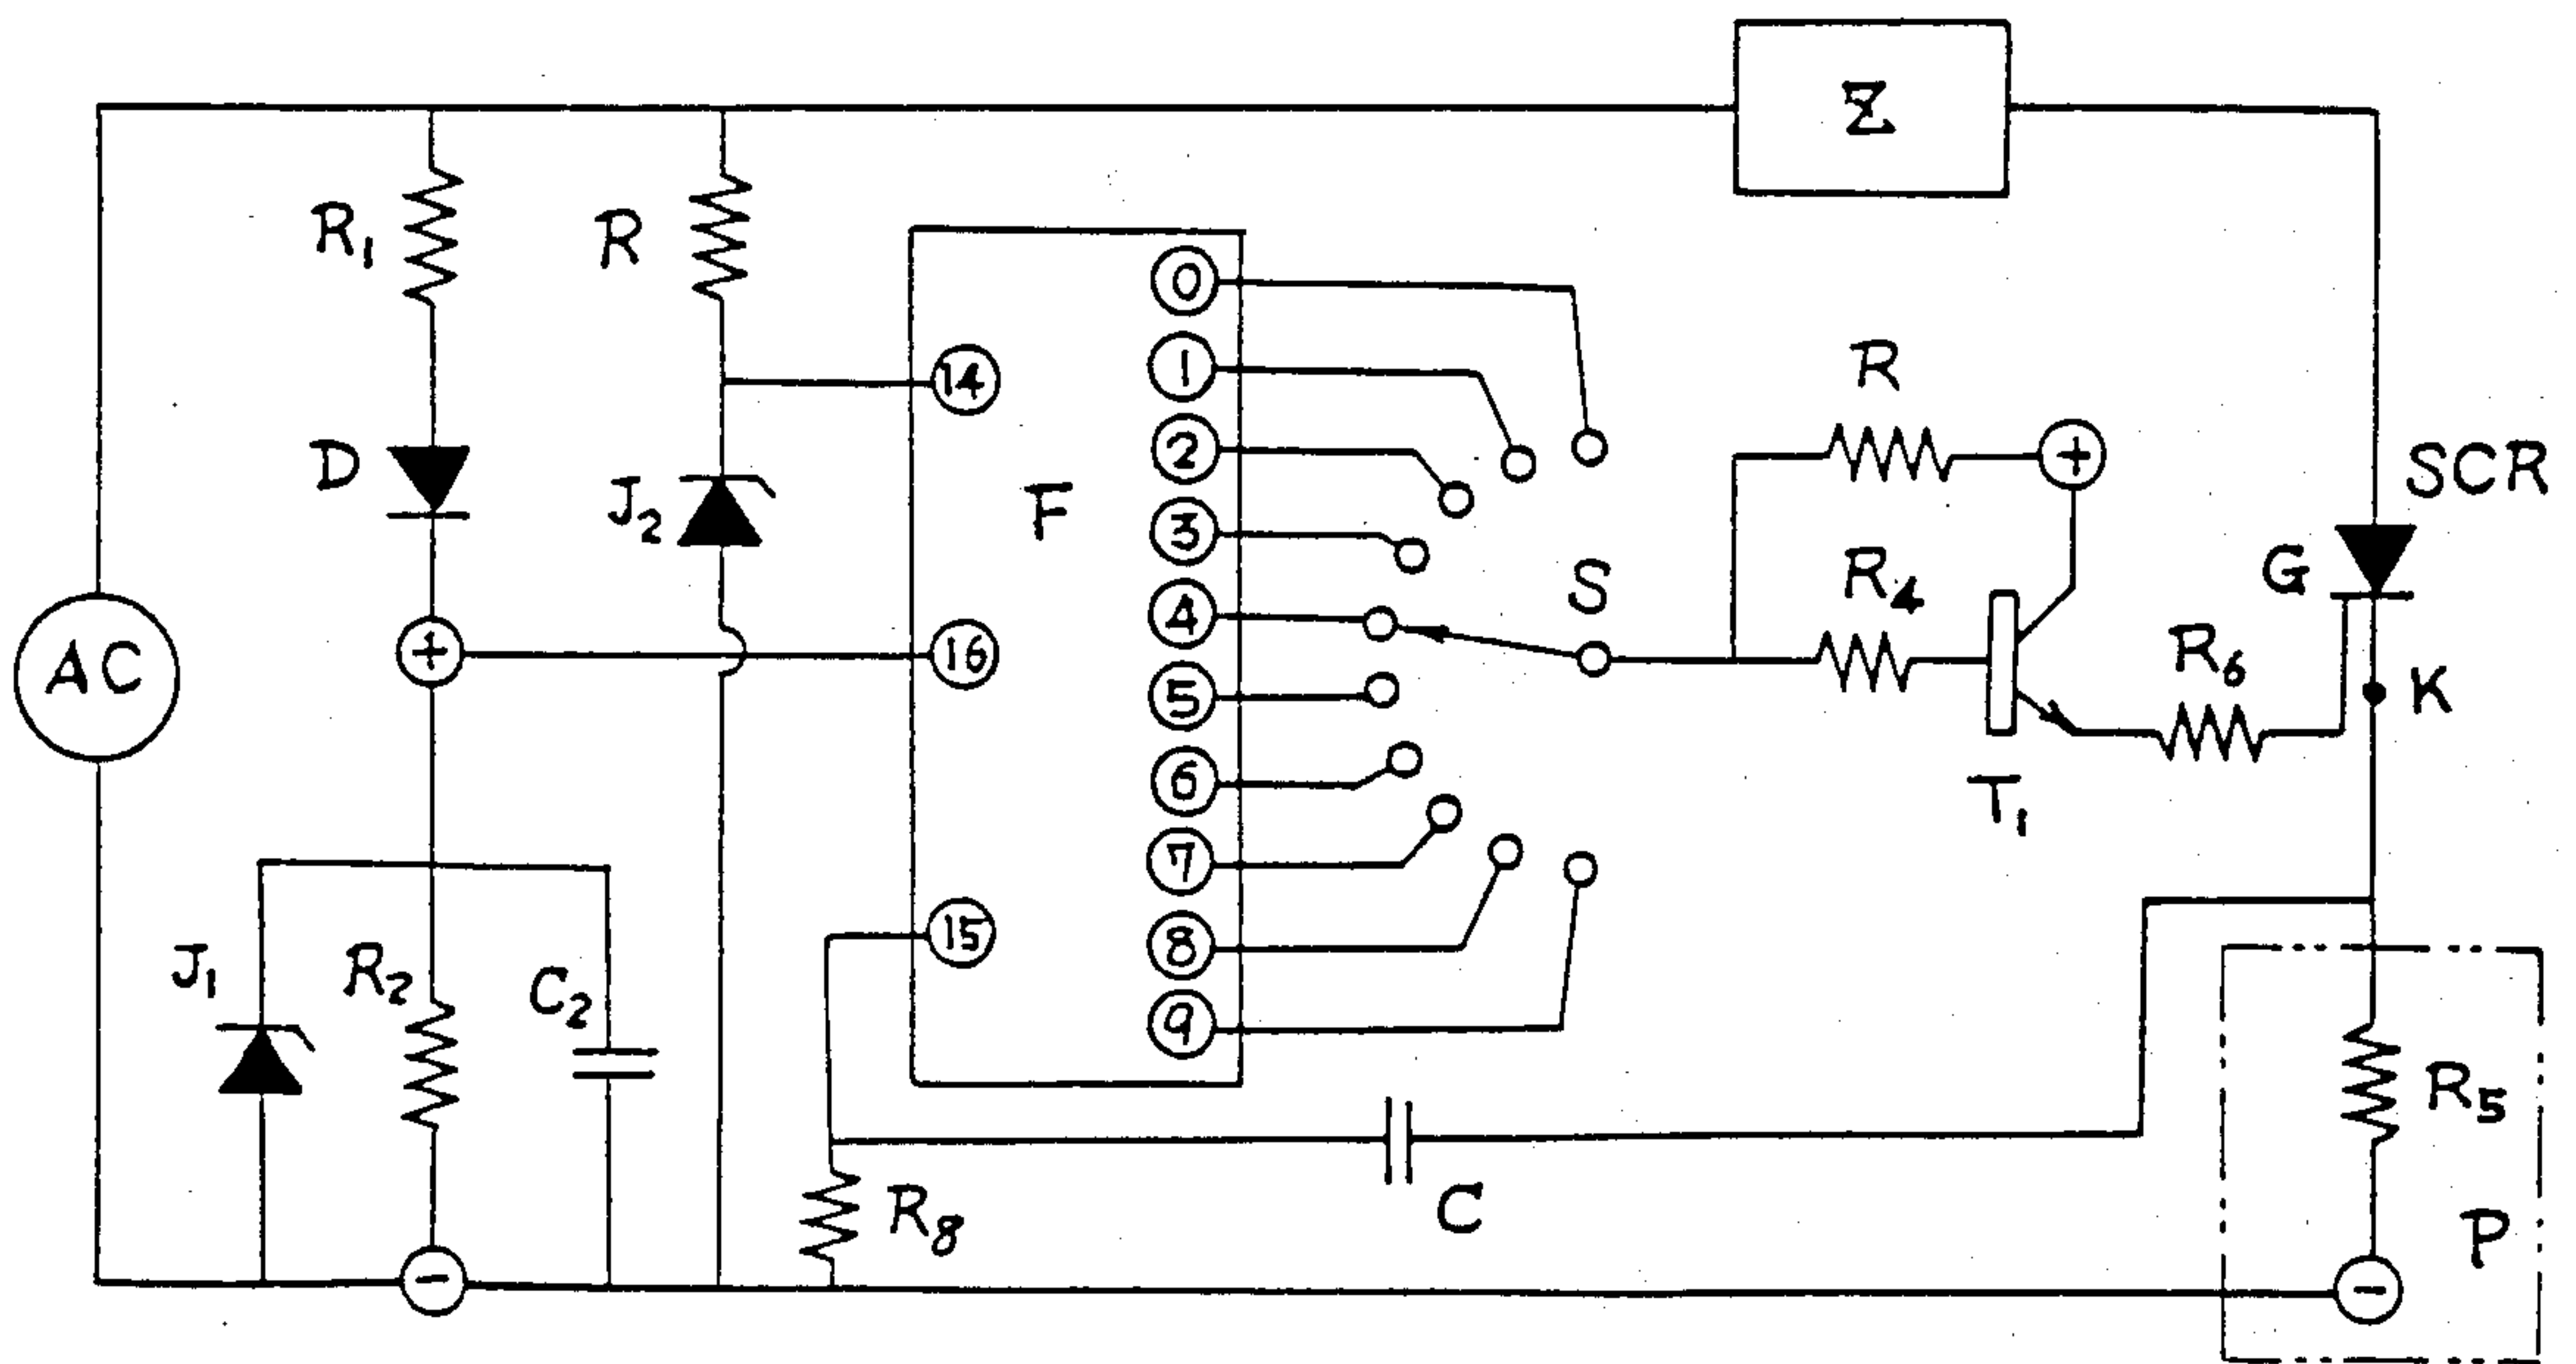 Σ
R₁
R
⓪
①
R
⑭
②
+
D
J₂
F
③
SCR
④
S
R₄
G
AC
+
⑯
⑤
R₆
K
⑥
T₁
⑦
J₁
R₂
C₂
⑮
⑧
⑨
R₅
R₈
C
P
−
−